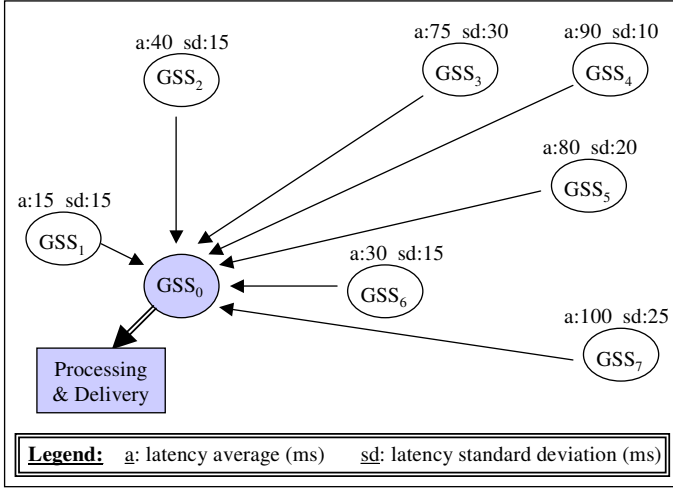 a:40 sd:15
GSS2
a:75 sd:30
GSS3
a:90 sd:10
GSS4
a:80 sd:20
GSS5
a:15 sd:15
GSS1
GSS0
a:30 sd:15
GSS6
a:100 sd:25
GSS7
Processing
& Delivery
Legend: a: latency average (ms) sd: latency standard deviation (ms)